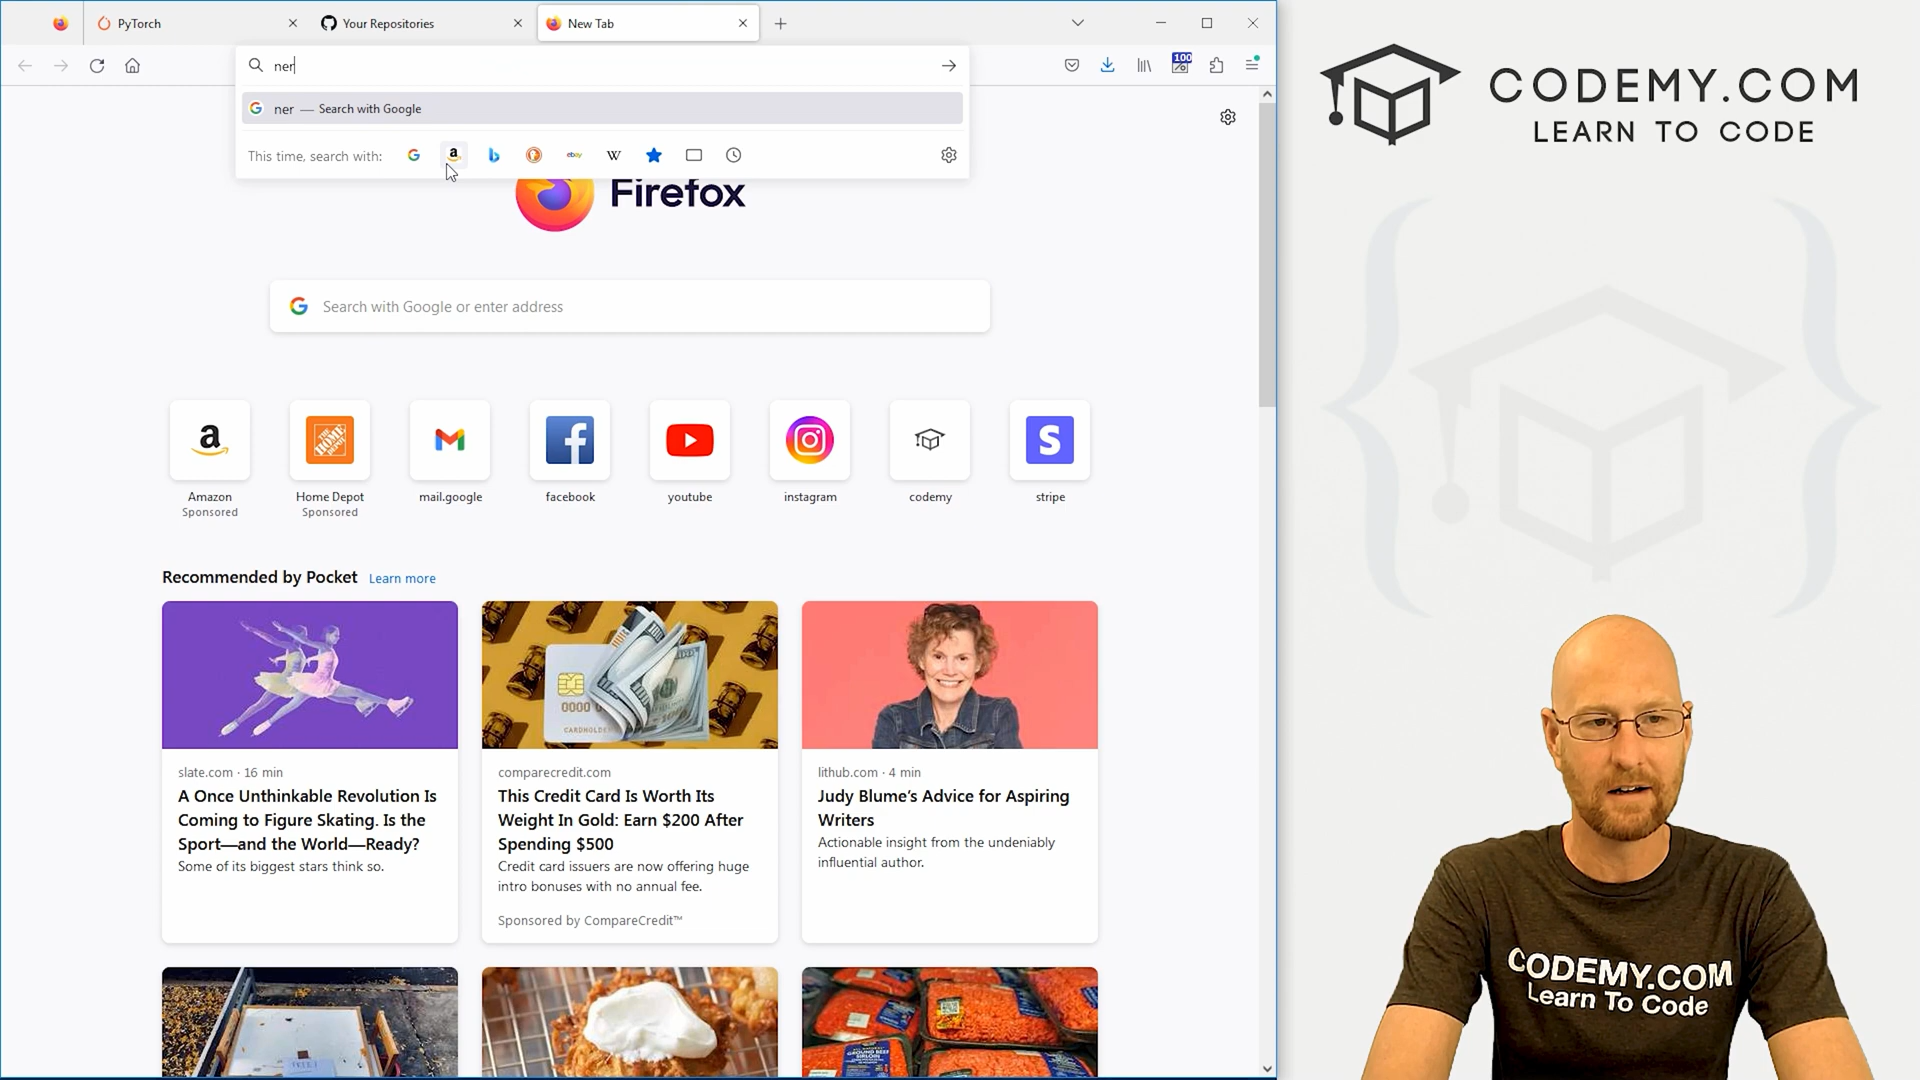 PyTorch
Your Repositories
New Tab
ner
100
ner — Search with Google
This time, search with:
a
ebay
W
Firefox
Search with Google or enter address
Amazon
Sponsored
Home Depot
Sponsored
mail.google
facebook
youtube
instagram
codemy
stripe
Recommended by Pocket Learn more
slate.com · 16 min
A Once Unthinkable Revolution Is
Coming to Figure Skating. Is the
Sport—and the World—Ready?
Some of its biggest stars think so.
comparecredit.com
This Credit Card Is Worth Its
Weight In Gold: Earn $200 After
Spending $500
Credit card issuers are now offering huge
intro bonuses with no annual fee.
Sponsored by CompareCredit™
lithub.com · 4 min
Judy Blume's Advice for Aspiring
Writers
Actionable insight from the undeniably
influential author.
CODEMY.COM
LEARN TO CODE
CODEMY.COM
Learn To Code